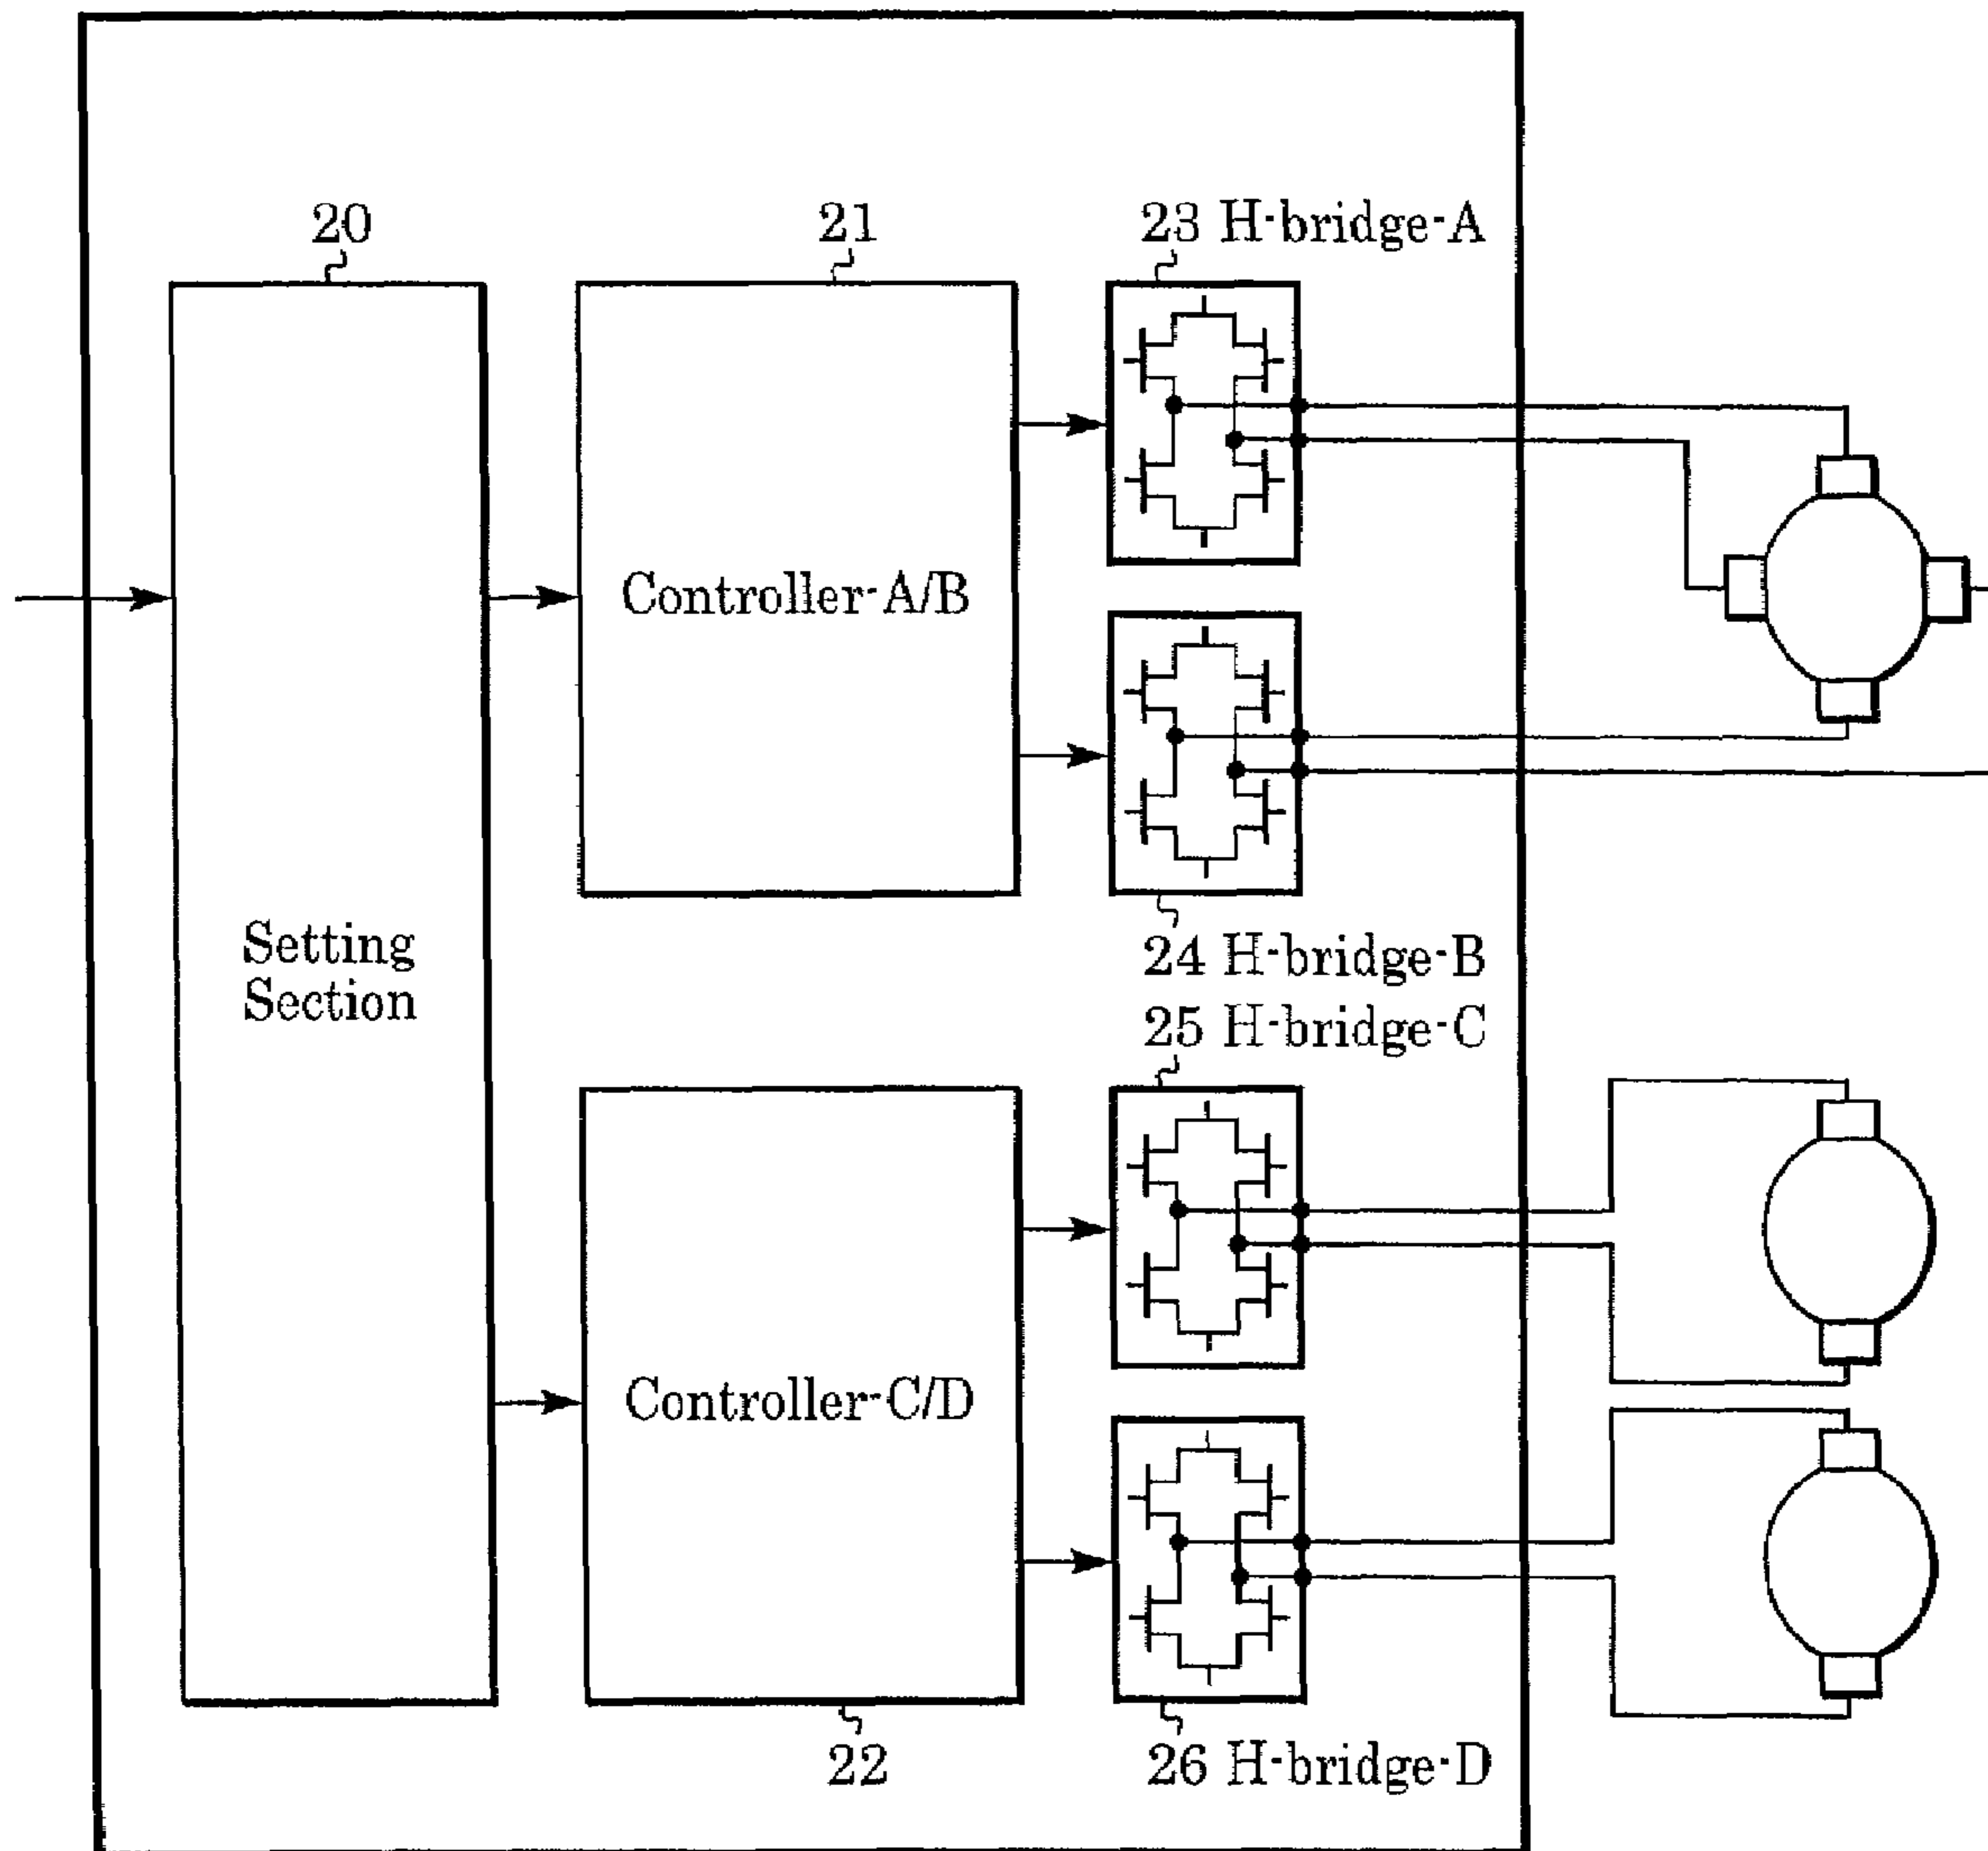 20
21
23 H-bridge-A
Controller-A/B
Setting
Section
24 H-bridge-B
25 H-bridge-C
Controller-C/D
22
26 H-bridge-D